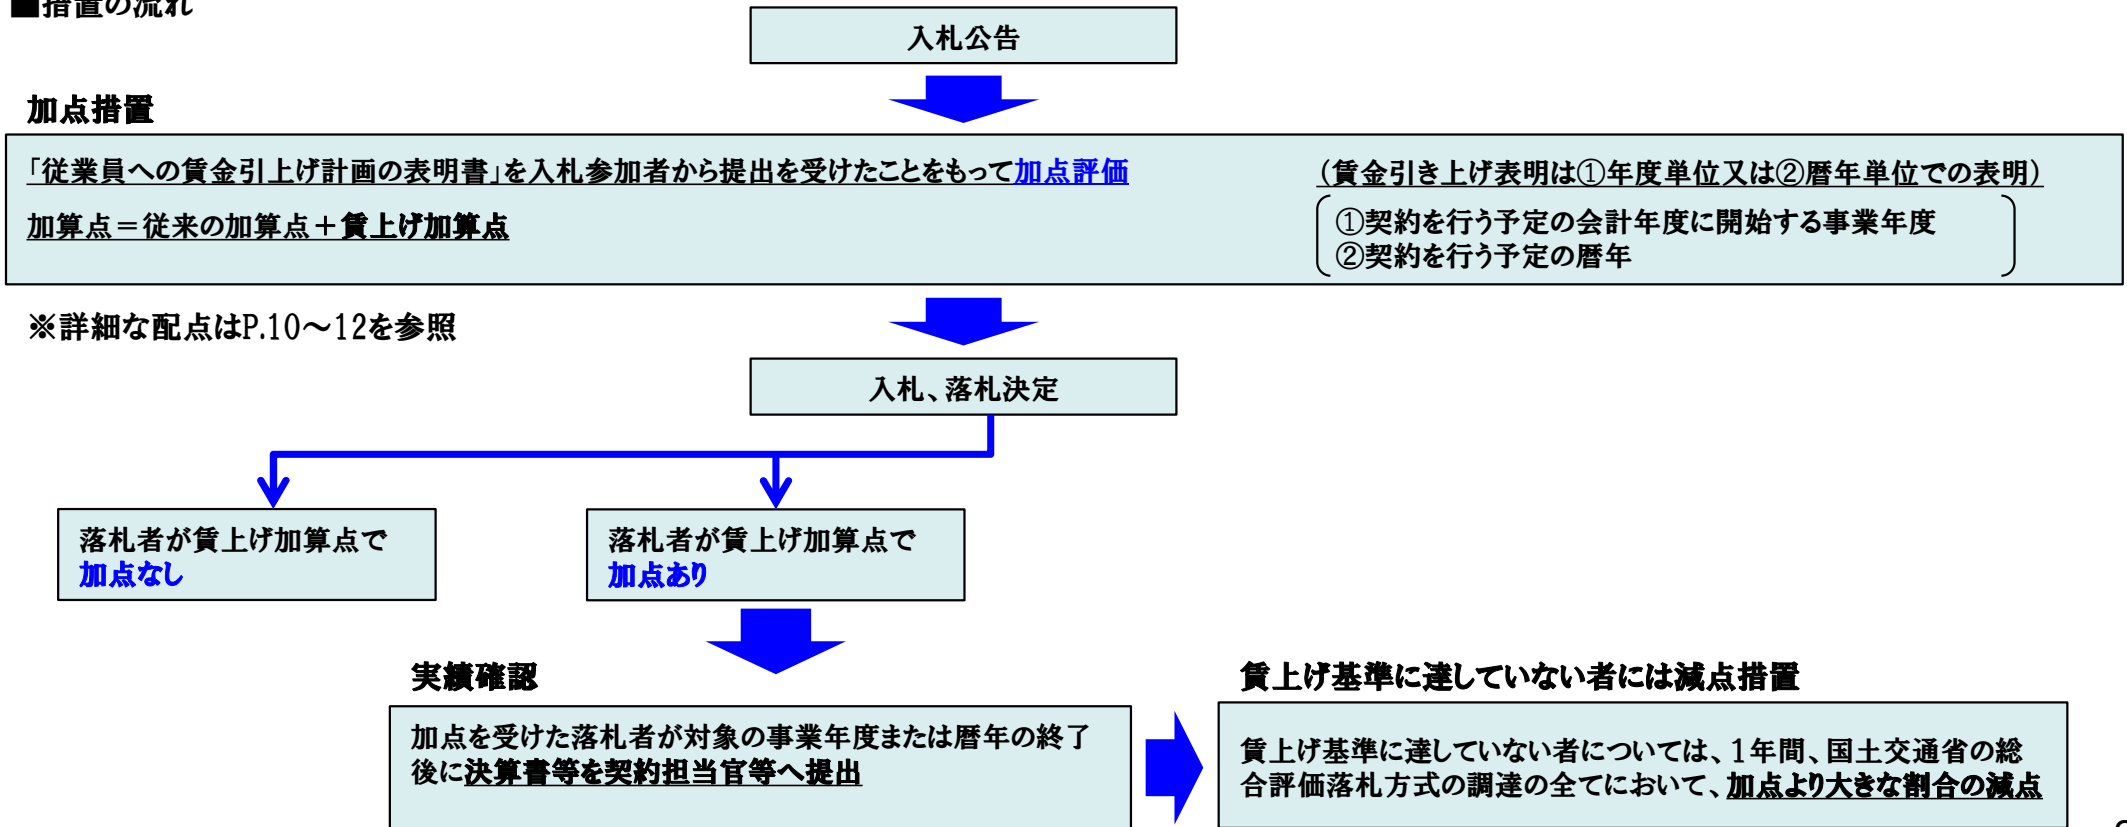 ■措置の流れ
入札公告
加点措置
「従業員への賃金引上げ計画の表明書」を入札参加者から提出を受けたことをもって加点評価
加算点＝従来の加算点＋賃上げ加算点
（賃金引き上げ表明は①年度単位又は②暦年単位での表明）
①契約を行う予定の会計年度に開始する事業年度
②契約を行う予定の暦年
※詳細な配点はP.10～12を参照
入札、落札決定
落札者が賃上げ加算点で
加点なし
落札者が賃上げ加算点で
加点あり
実績確認
加点を受けた落札者が対象の事業年度または暦年の終了
後に決算書等を契約担当官等へ提出
賃上げ基準に達していない者には減点措置
賃上げ基準に達していない者については、1年間、国土交通省の総
合評価落札方式の調達の全てにおいて、加点より大きな割合の減点